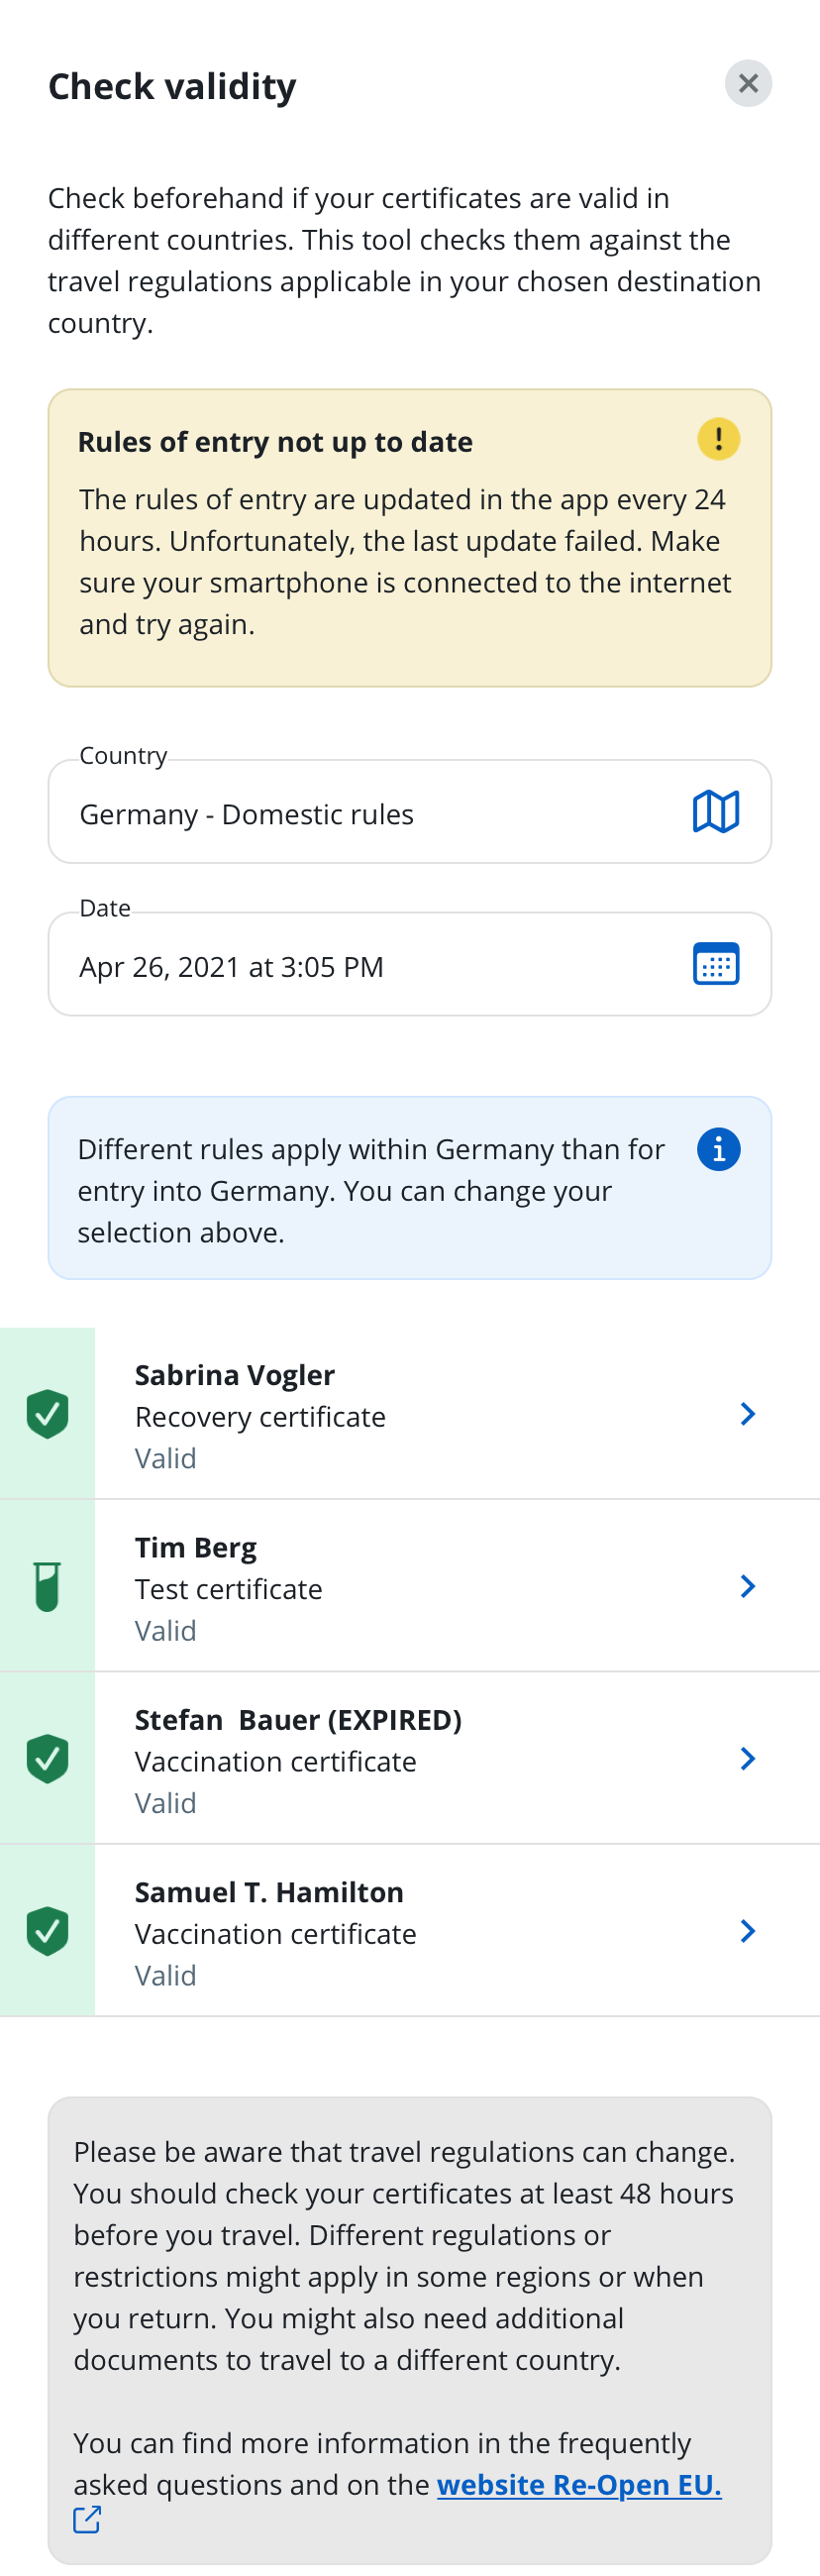 Check validity
Check beforehand if your certificates are valid in
different countries. This tool checks them against the
travel regulations applicable in your chosen destination
country.
Rules of entry not up to date
The rules of entry are updated in the app every 24
hours. Unfortunately, the last update failed. Make
sure your smartphone is connected to the internet
and try again.
Country
Germany - Domestic rules
Date
Apr 26, 2021 at 3:05 PM
Different rules apply within Germany than for
entry into Germany. You can change your
selection above.
Sabrina Vogler
Recovery certificate
Valid
Tim Berg
Test certificate
Valid
Stefan  Bauer (EXPIRED)
Vaccination certificate
Valid
Samuel T. Hamilton
Vaccination certificate
Valid
Please be aware that travel regulations can change.
You should check your certificates at least 48 hours
before you travel. Different regulations or
restrictions might apply in some regions or when
you return. You might also need additional
documents to travel to a different country.
You can find more information in the frequently
asked questions and on the website Re-Open EU.